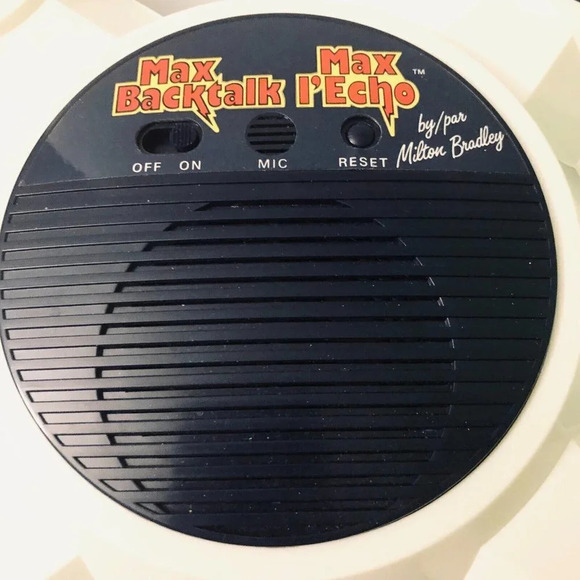 Max Backtalk
Max l'Echo™
by/par
Milton Bradley
OFF ON MIC RESET